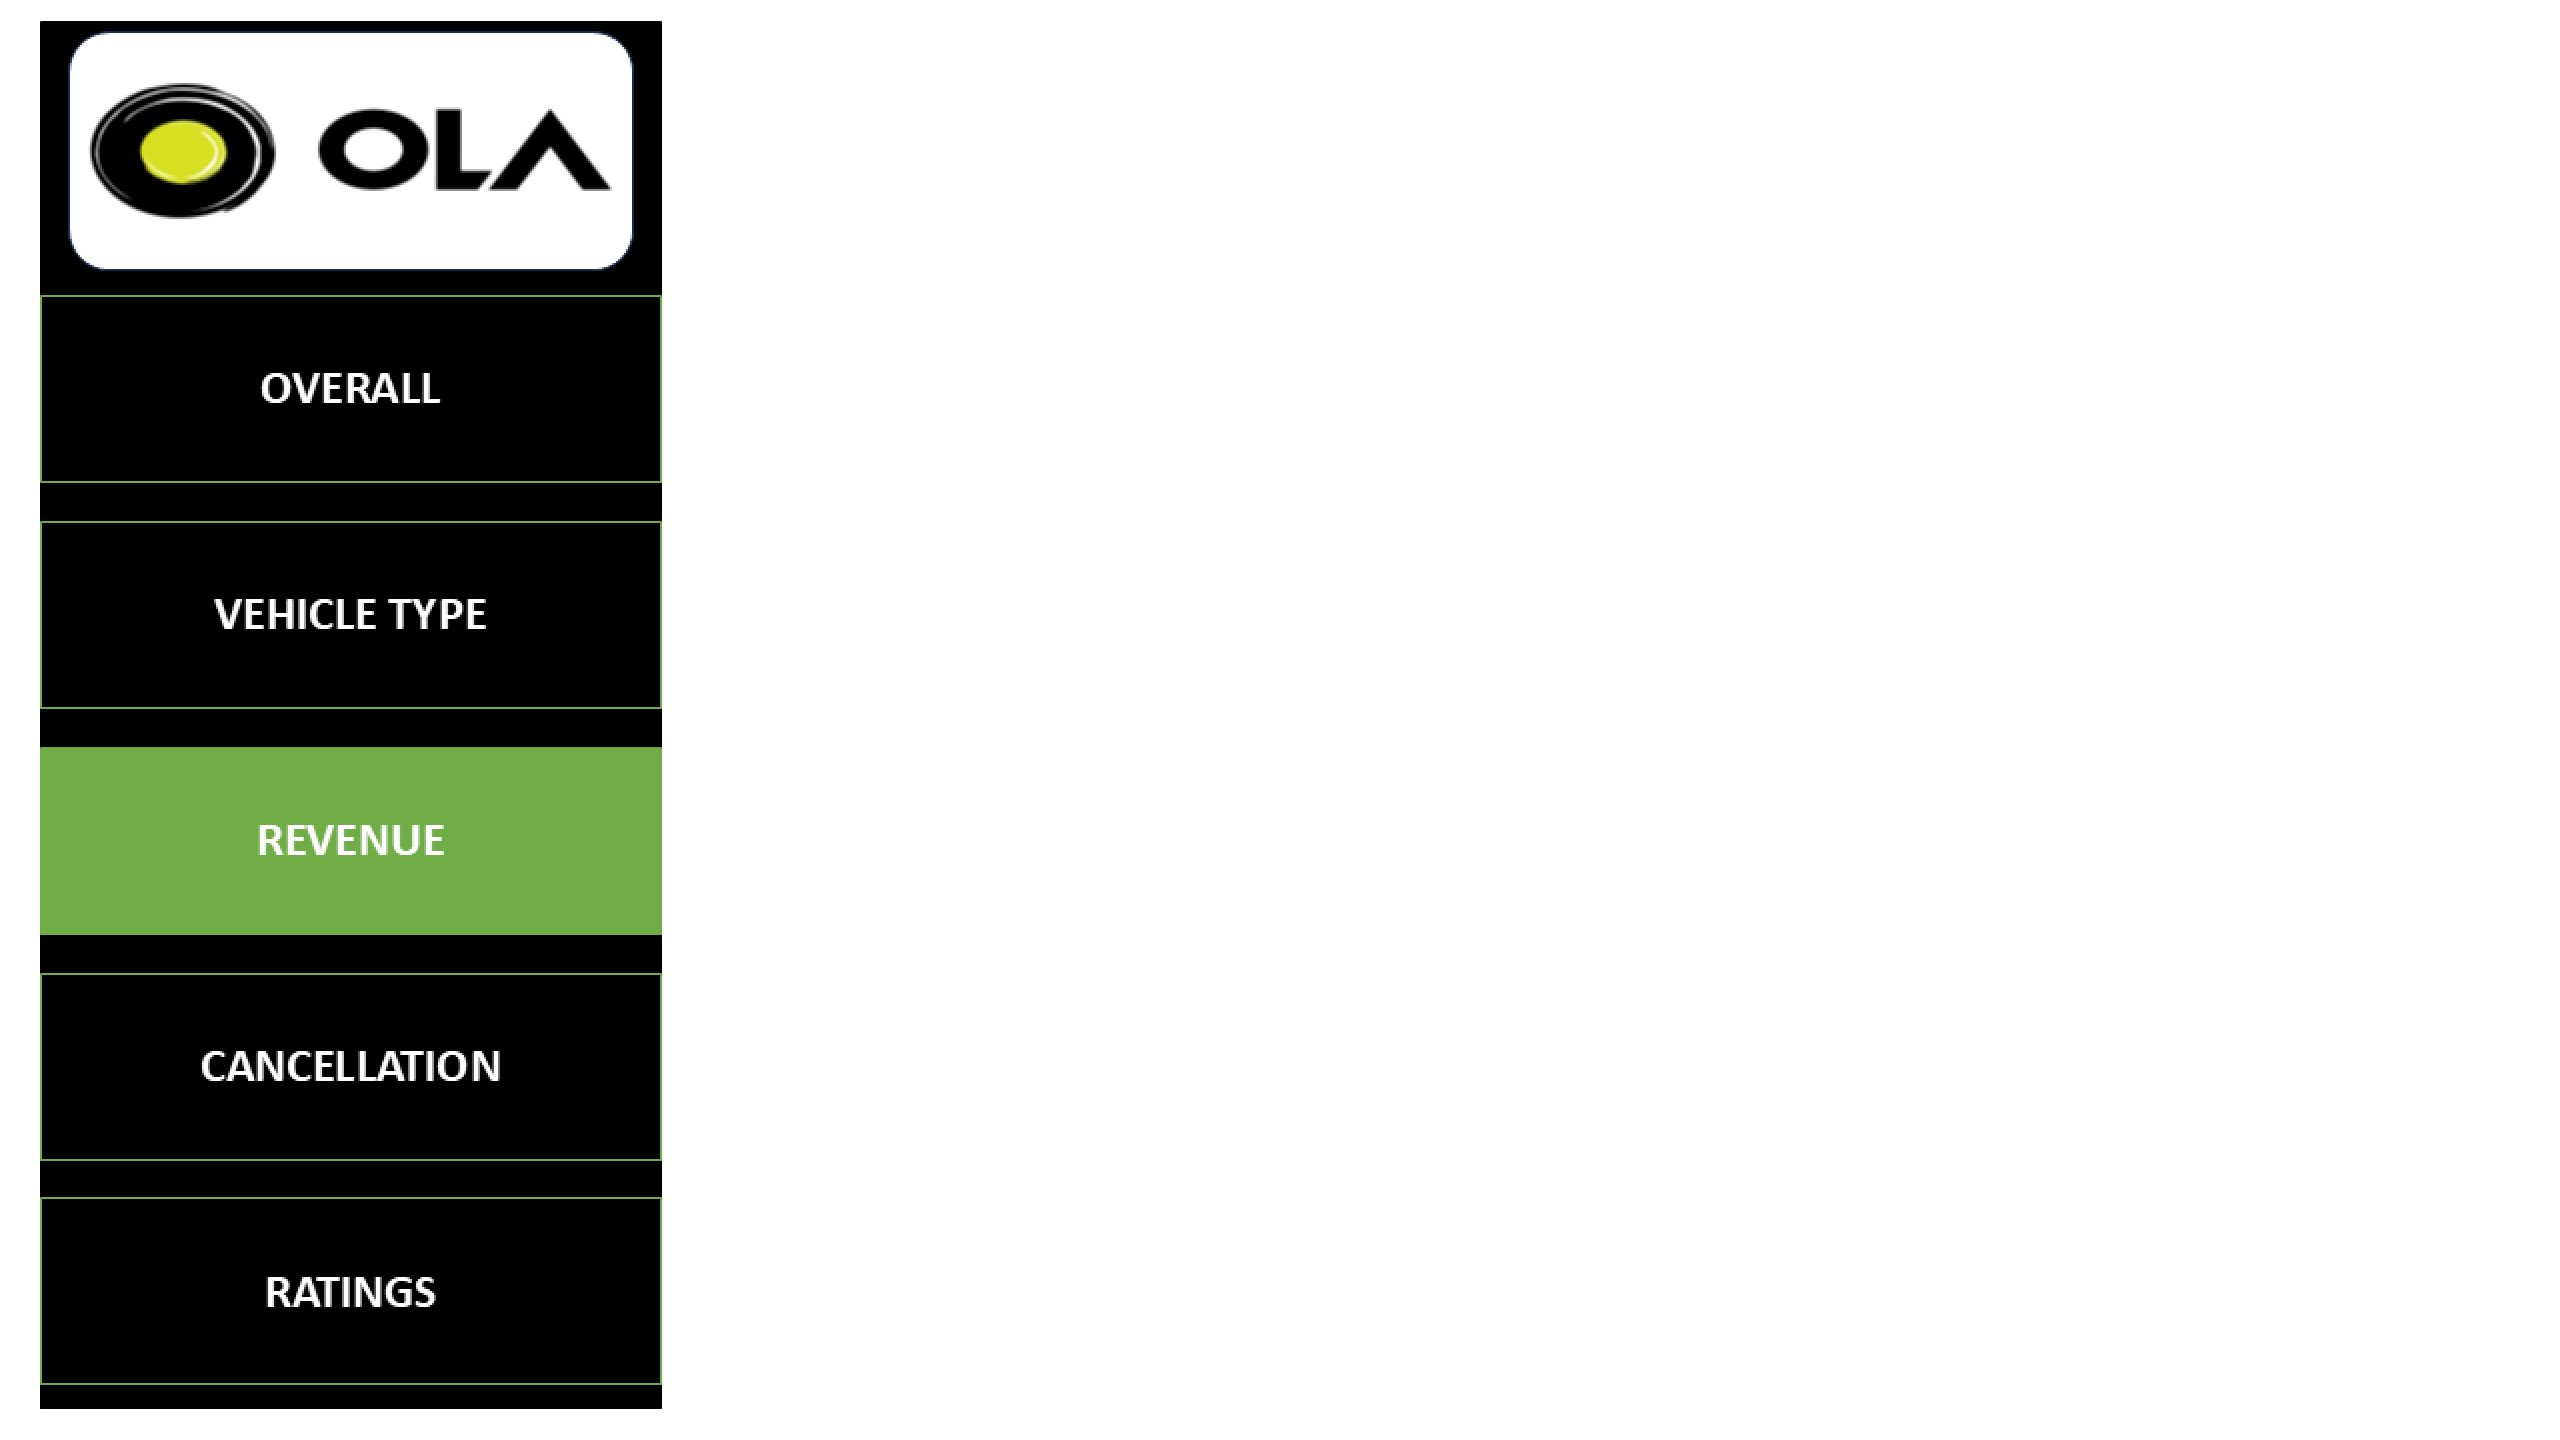 OLA
OVERALL
VEHICLE TYPE
REVENUE
CANCELLATION
RATINGS